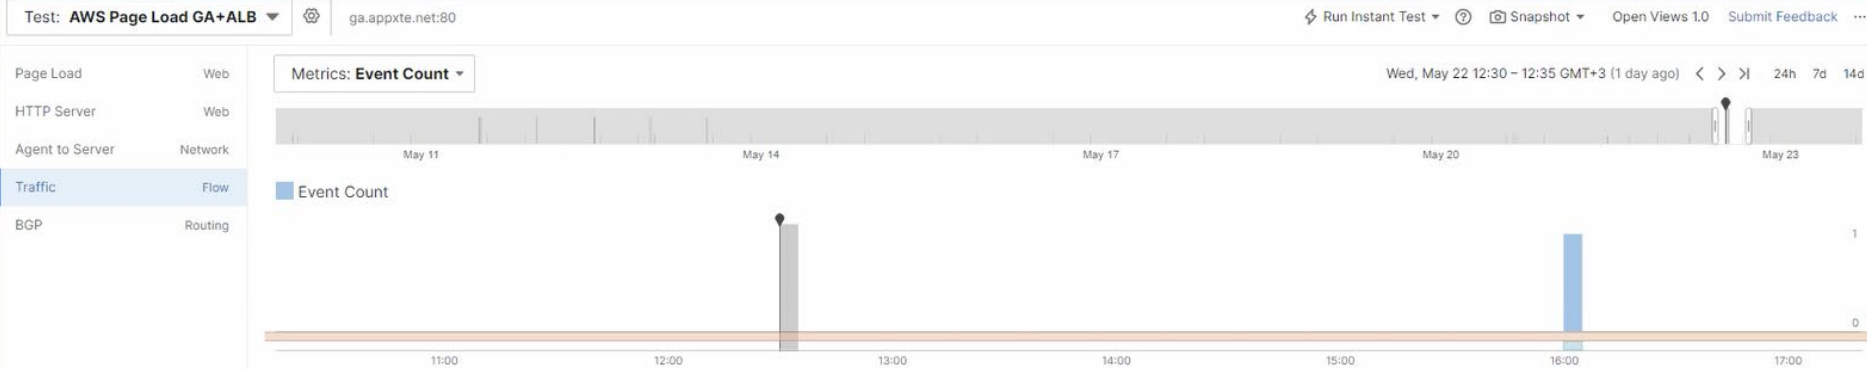 Test: AWS Page Load GA+ALB ga.appxte.net:80 Run Instant Test Snapshot Open Views 1.0 Submit Feedback ...
Page Load Web
HTTP Server Web
Agent to Server Network
Traffic Flow
BGP Routing
Metrics: Event Count
Wed, May 22 12:30 – 12:35 GMT+3 (1 day ago) 24h 7d 14d
May 11 May 14 May 17 May 20 May 23
Event Count
1
0
11:00 12:00 13:00 14:00 15:00 16:00 17:00